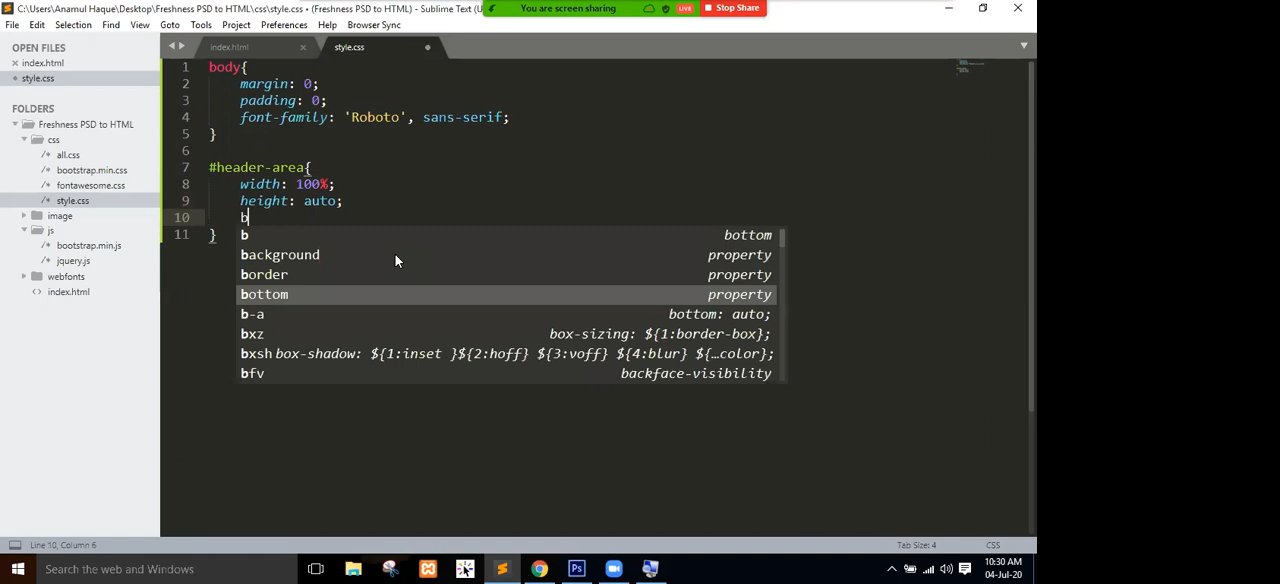 C:\Users\Anamul Haque\Desktop\Freshness PSD to HTML\css\style.css • (Freshness PSD to HTML) - Sublime Text (U
You are screen sharing
LIVE
Stop Share
File Edit Selection Find View Goto Tools Project Preferences Help Browser Sync
OPEN FILES
index.html
style.css
FOLDERS
Freshness PSD to HTML
css
/* all.css
/* bootstrap.min.css
/* fontawesome.css
/* style.css
image
js
/* bootstrap.min.js
/* jquery.js
webfonts
<> index.html
index.html
style.css
1 body{
2 margin: 0;
3 padding: 0;
4 font-family: 'Roboto', sans-serif;
5 }
6
7 #header-area{
8 width: 100%;
9 height: auto;
10 b
11 }
b bottom
background property
border property
bottom property
b-a bottom: auto;
bxz box-sizing: ${1:border-box};
bxsh box-shadow: ${1:inset }${2:hoff} ${3:voff} ${4:blur} ${…color};
bfv backface-visibility
Line 10, Column 6
Tab Size: 4
CSS
Search the web and Windows
Ps
10:30 AM
04-Jul-20